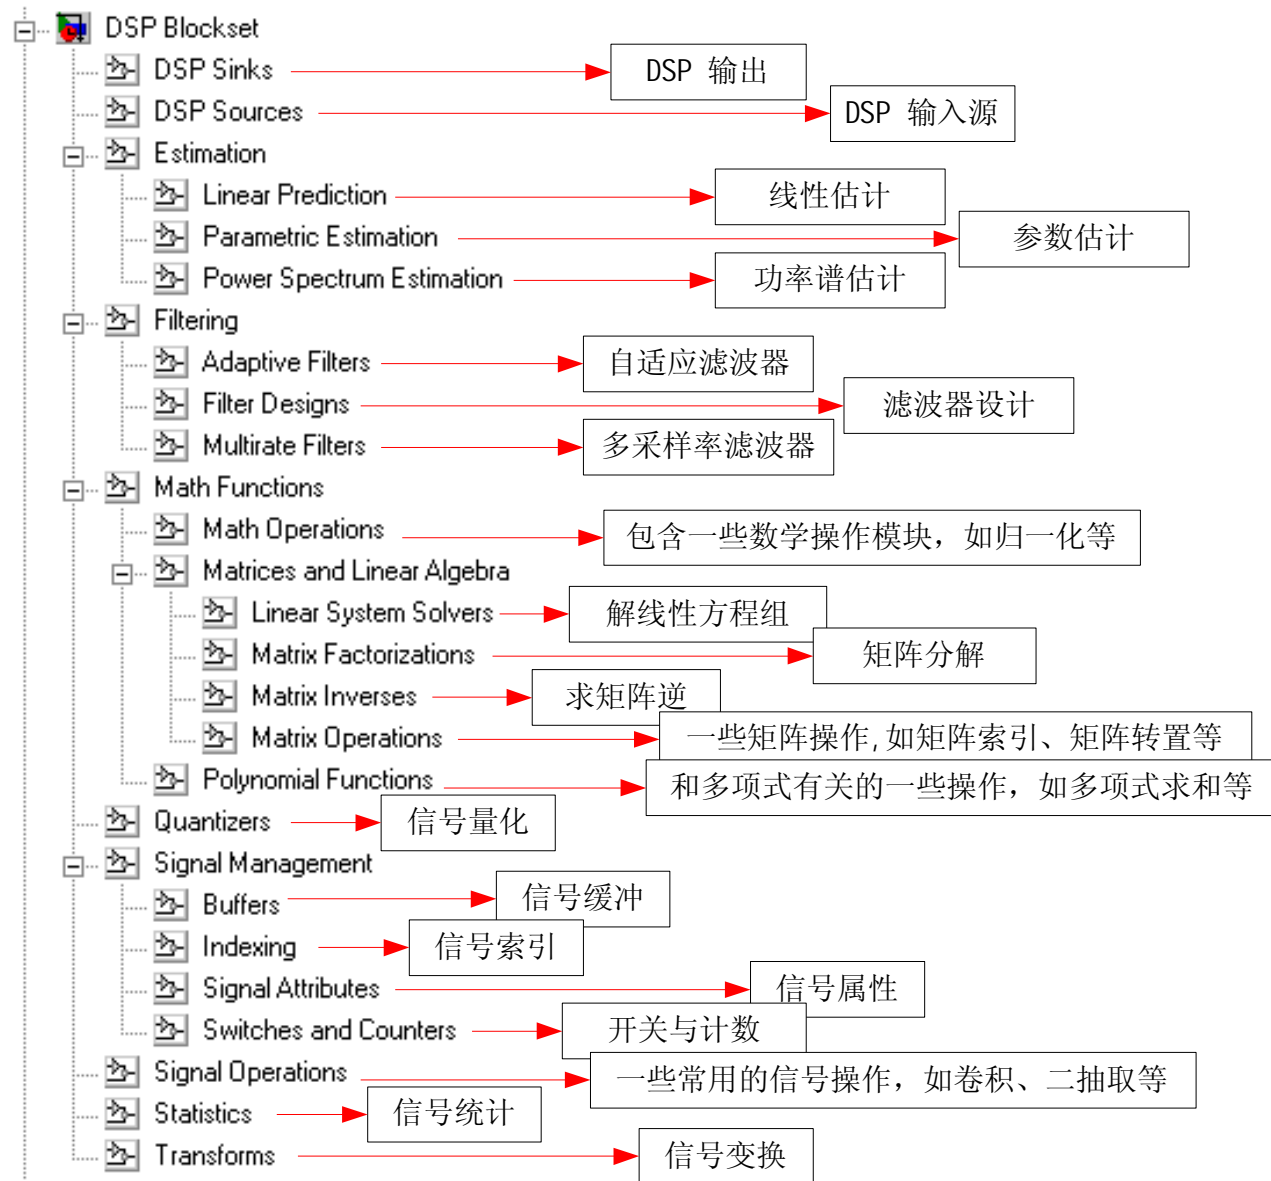 DSP Blockset
DSP Sinks DSP 输出
DSP Sources DSP 输入源
Estimation
Linear Prediction 线性估计
Parametric Estimation 参数估计
Power Spectrum Estimation 功率谱估计
Filtering
Adaptive Filters 自适应滤波器
Filter Designs 滤波器设计
Multirate Filters 多采样率滤波器
Math Functions
Math Operations 包含一些数学操作模块，如归一化等
Matrices and Linear Algebra
Linear System Solvers 解线性方程组
Matrix Factorizations 矩阵分解
Matrix Inverses 求矩阵逆
Matrix Operations 一些矩阵操作,如矩阵索引、矩阵转置等
Polynomial Functions 和多项式有关的一些操作，如多项式求和等
Quantizers 信号量化
Signal Management
Buffers 信号缓冲
Indexing 信号索引
Signal Attributes 信号属性
Switches and Counters 开关与计数
Signal Operations 一些常用的信号操作，如卷积、二抽取等
Statistics 信号统计
Transforms 信号变换